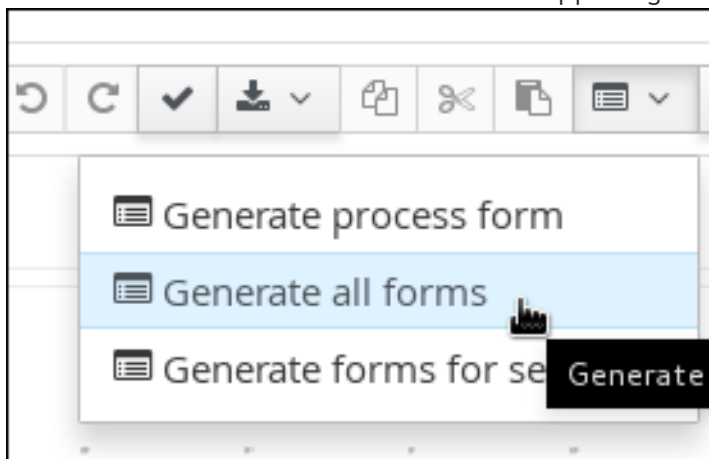 Generate process form
Generate all forms
Generate forms for se
Generate